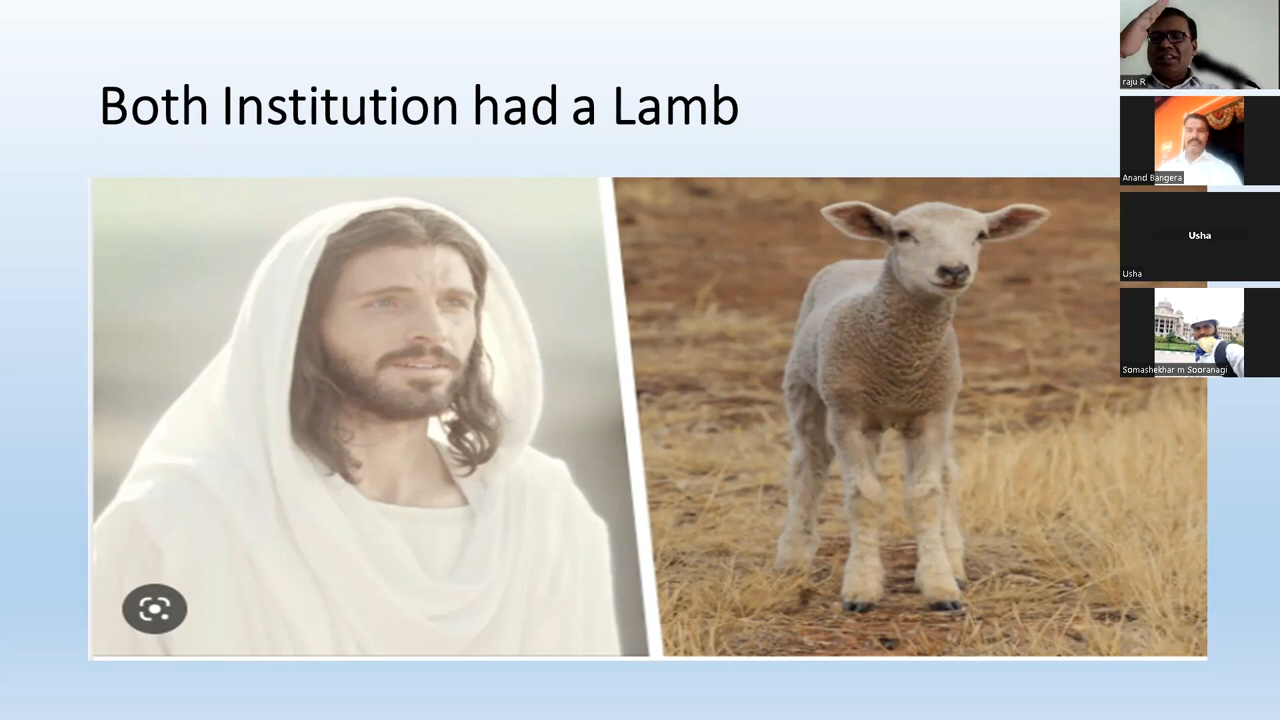 Both Institution had a Lamb
raju R
Anand Bangera
Usha
Usha
Somashekhar m Sooranagi